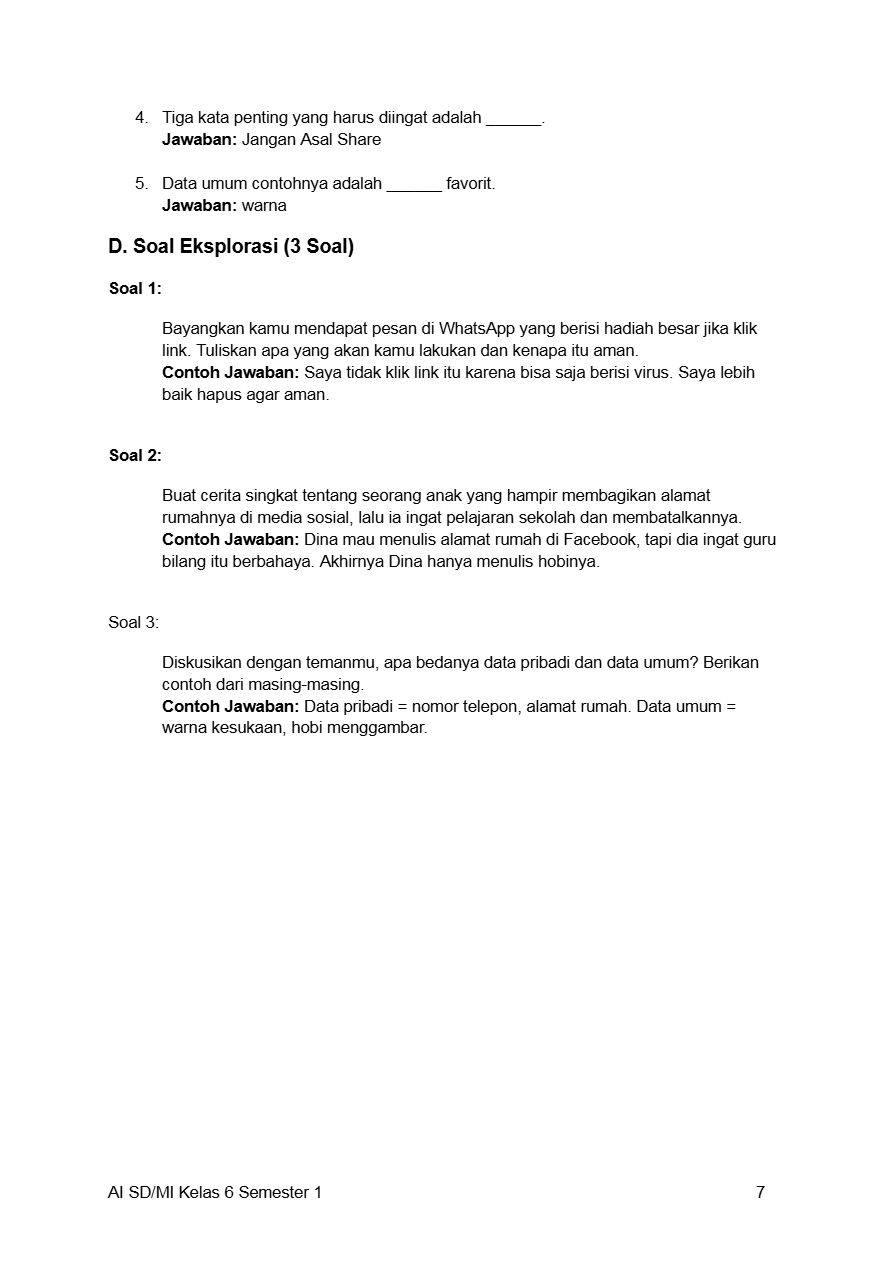 4. Tiga kata penting yang harus diingat adalah ______.
Jawaban: Jangan Asal Share
5. Data umum contohnya adalah ______ favorit.
Jawaban: warna
D. Soal Eksplorasi (3 Soal)
Soal 1:
Bayangkan kamu mendapat pesan di WhatsApp yang berisi hadiah besar jika klik
link. Tuliskan apa yang akan kamu lakukan dan kenapa itu aman.
Contoh Jawaban: Saya tidak klik link itu karena bisa saja berisi virus. Saya lebih
baik hapus agar aman.
Soal 2:
Buat cerita singkat tentang seorang anak yang hampir membagikan alamat
rumahnya di media sosial, lalu ia ingat pelajaran sekolah dan membatalkannya.
Contoh Jawaban: Dina mau menulis alamat rumah di Facebook, tapi dia ingat guru
bilang itu berbahaya. Akhirnya Dina hanya menulis hobinya.
Soal 3:
Diskusikan dengan temanmu, apa bedanya data pribadi dan data umum? Berikan
contoh dari masing-masing.
Contoh Jawaban: Data pribadi = nomor telepon, alamat rumah. Data umum =
warna kesukaan, hobi menggambar.
AI SD/MI Kelas 6 Semester 1 7